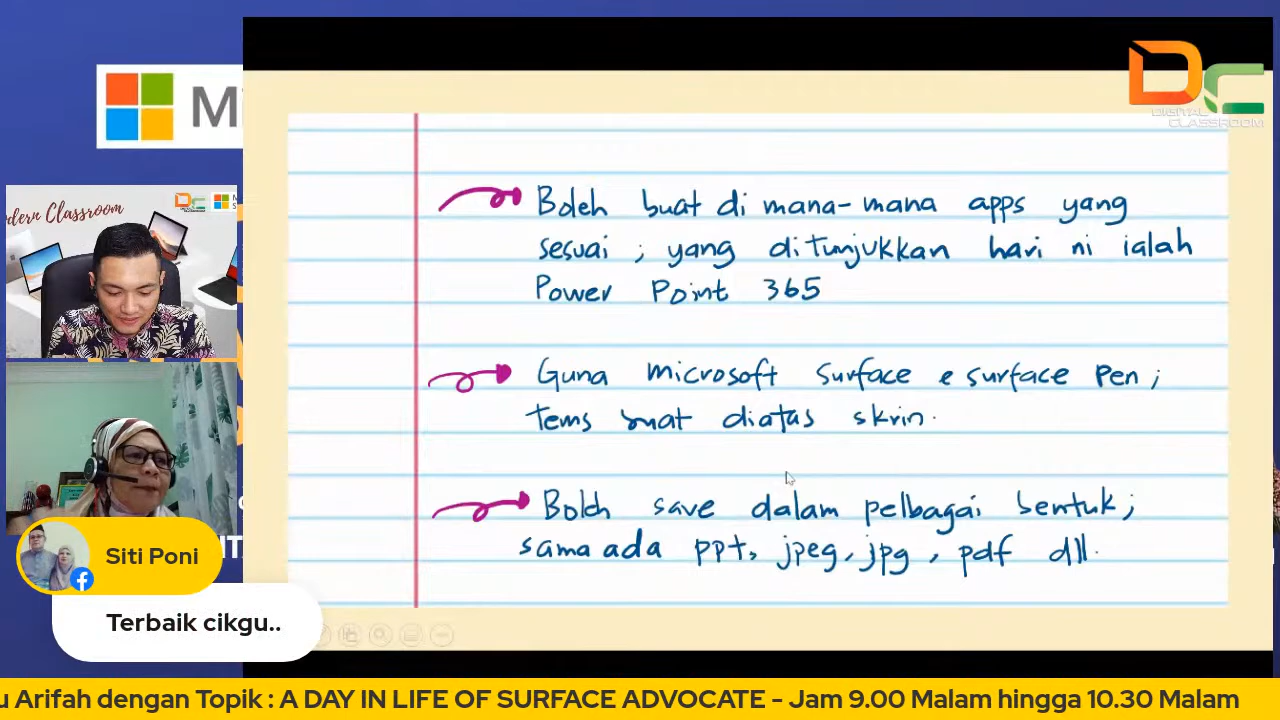 Mi
DIGITAL
CLASSROOM
Modern Classroom
Boleh buat di mana-mana apps yang
sesuai ; yang ditunjukkan hari ni ialah
Power Point 365
Guna microsoft surface e surface pen ;
terus buat diatas skrin.
Boleh save dalam pelbagai bentuk ;
sama ada ppt, jpeg, jpg , pdf dll.
Siti Poni
Terbaik cikgu..
u Arifah dengan Topik : A DAY IN LIFE OF SURFACE ADVOCATE - Jam 9.00 Malam hingga 10.30 Malam